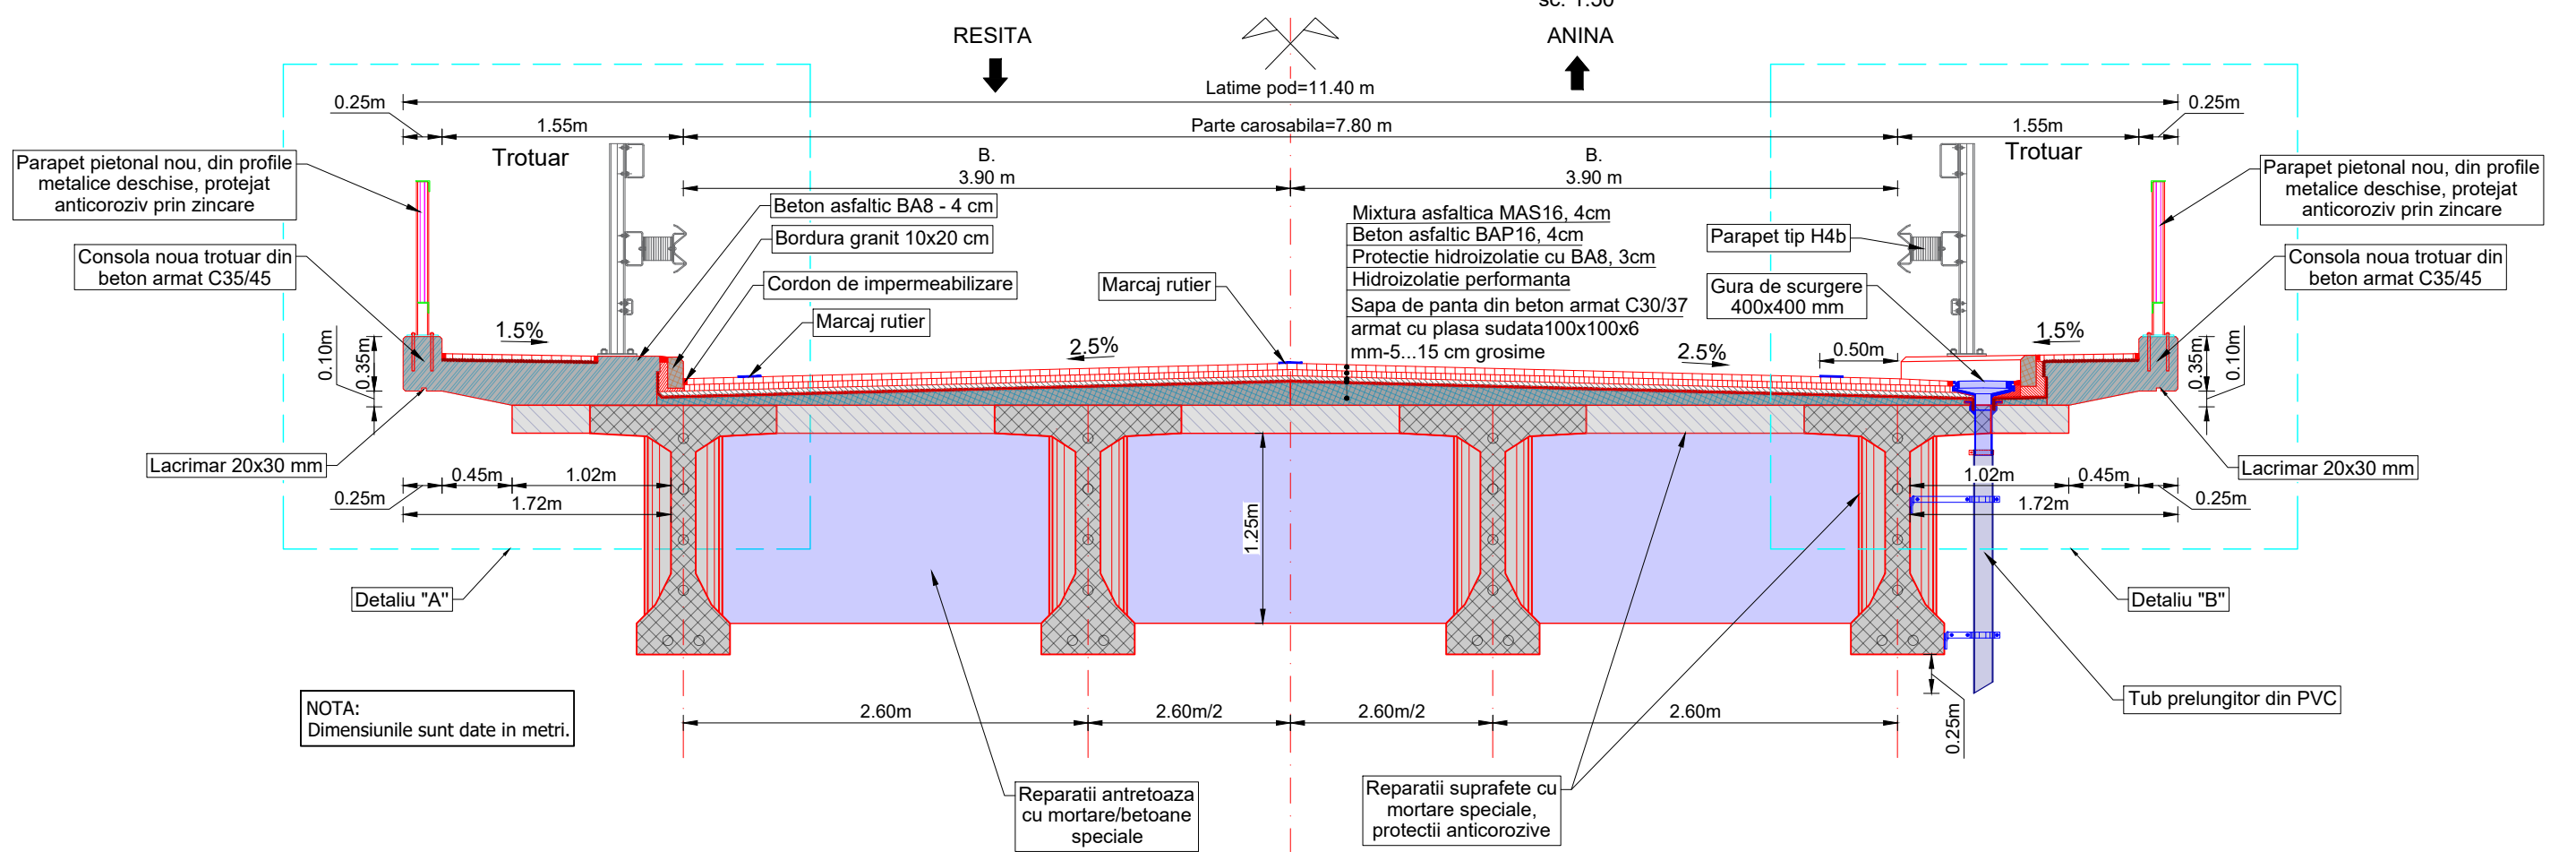 sc. 1:50
RESITA
ANINA
Latime pod=11.40 m
0.25m
0.25m
1.55m
Parte carosabila=7.80 m
1.55m
Trotuar
Trotuar
B.
3.90 m
B.
3.90 m
Parapet pietonal nou, din profile
metalice deschise, protejat
anticoroziv prin zincare
Consola noua trotuar din
beton armat C35/45
Beton asfaltic BA8 - 4 cm
Bordura granit 10x20 cm
Cordon de impermeabilizare
Marcaj rutier
Marcaj rutier
Mixtura asfaltica MAS16, 4cm
Beton asfaltic BAP16, 4cm
Protectie hidroizolatie cu BA8, 3cm
Hidroizolatie performanta
Sapa de panta din beton armat C30/37
armat cu plasa sudata100x100x6
mm-5...15 cm grosime
Parapet tip H4b
Gura de scurgere
400x400 mm
Parapet pietonal nou, din profile
metalice deschise, protejat
anticoroziv prin zincare
Consola noua trotuar din
beton armat C35/45
0.10m
0.35m
1.5%
2.5%
2.5%
0.50m
1.5%
0.35m
0.10m
Lacrimar 20x30 mm
0.25m
0.45m
1.02m
1.72m
1.25m
1.02m
0.45m
0.25m
1.72m
Lacrimar 20x30 mm
Detaliu "A"
Detaliu "B"
NOTA:
Dimensiunile sunt date in metri.
2.60m
2.60m/2
2.60m/2
2.60m
0.25m
Tub prelungitor din PVC
Reparatii antretoaza
cu mortare/betoane
speciale
Reparatii suprafete cu
mortare speciale,
protectii anticorozive